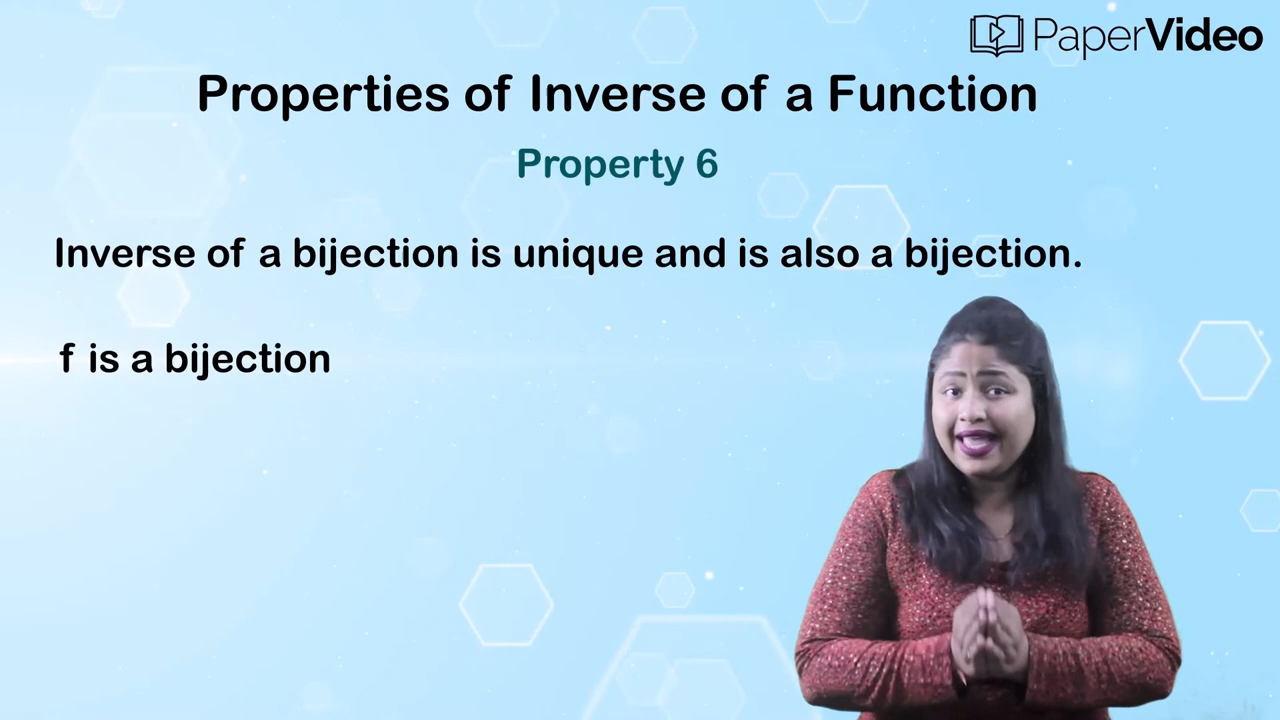 PaperVideo
Properties of Inverse of a Function
Property 6
Inverse of a bijection is unique and is also a bijection.
f is a bijection